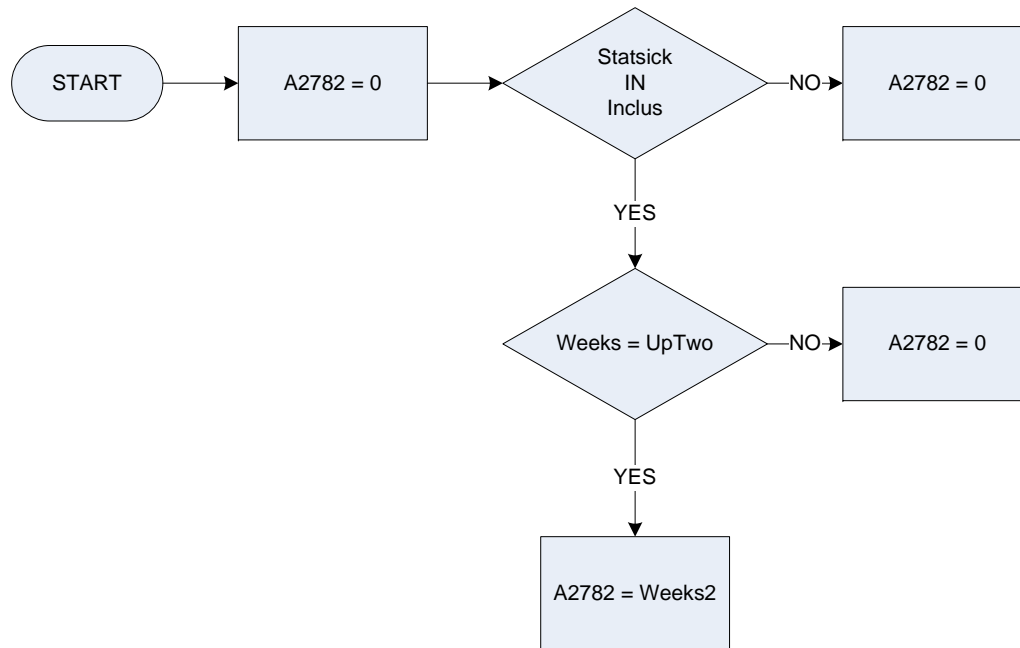 START
A2782 = 0
Statsick
IN
Inclus
NO
A2782 = 0
YES
Weeks = UpTwo
NO
A2782 = 0
YES
A2782 = Weeks2